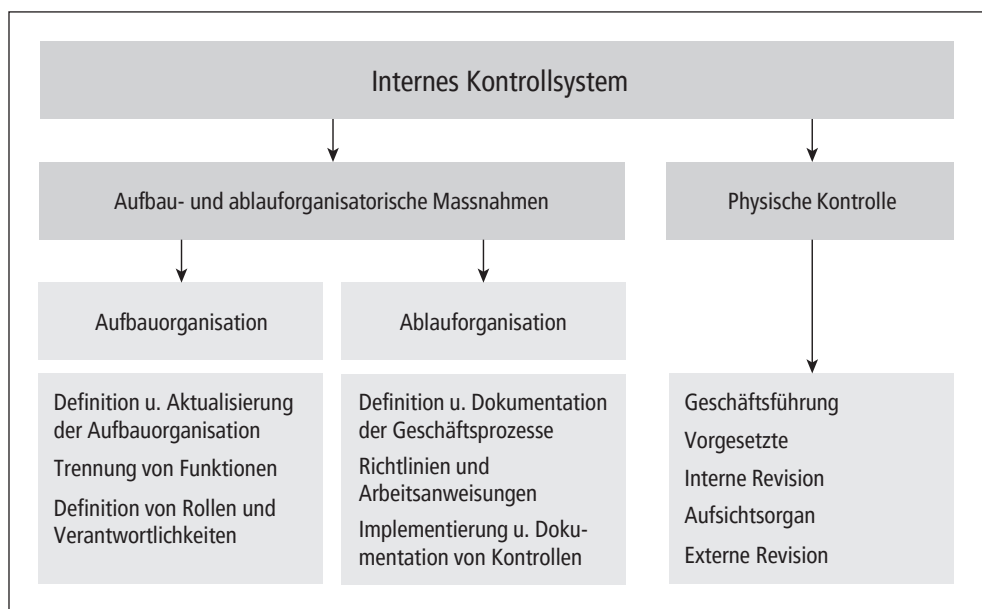 Internes Kontrollsystem
Aufbau- und ablauforganisatorische Massnahmen
Physische Kontrolle
Aufbauorganisation
Ablauforganisation
Definition u. Aktualisierung
der Aufbauorganisation
Trennung von Funktionen
Definition von Rollen und
Verantwortlichkeiten
Definition u. Dokumentation
der Geschäftsprozesse
Richtlinien und
Arbeitsanweisungen
Implementierung u. Doku-
mentation von Kontrollen
Geschäftsführung
Vorgesetzte
Interne Revision
Aufsichtsorgan
Externe Revision